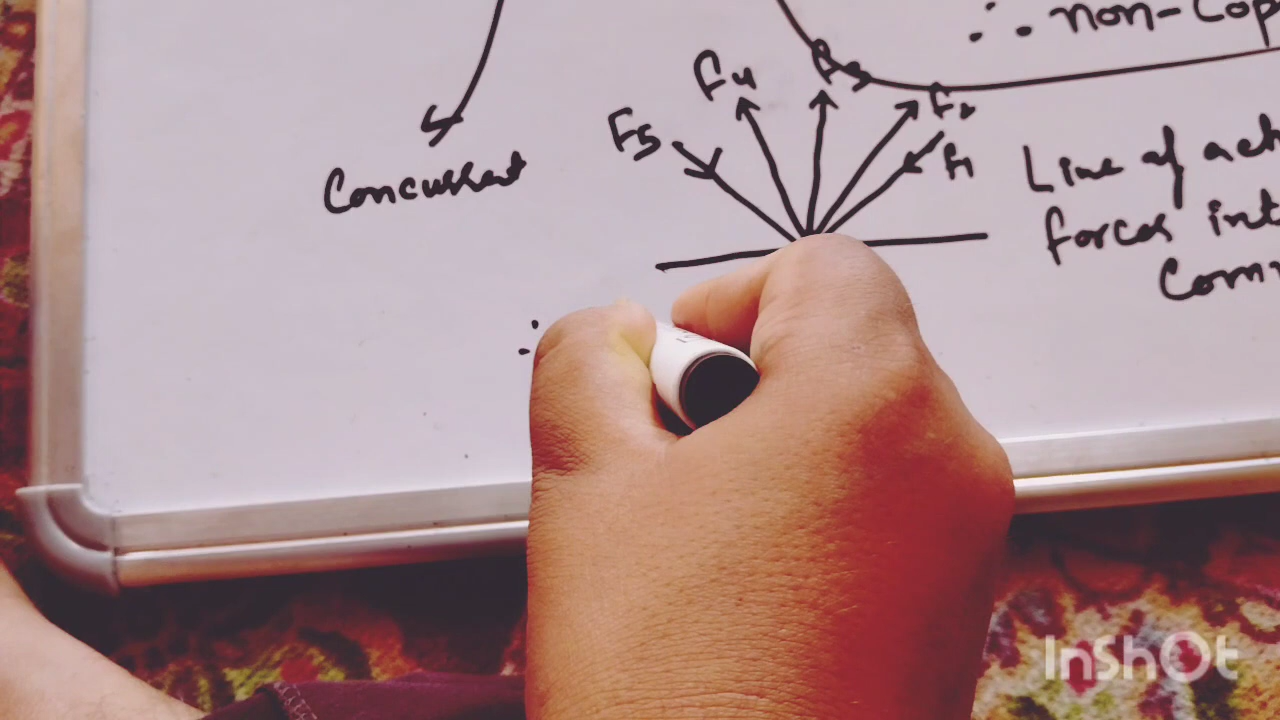 ∴ non-Cop
F5 F4 F3 F2 F1
Concurrent
Line of act
forces int
Com
∴
InShOt